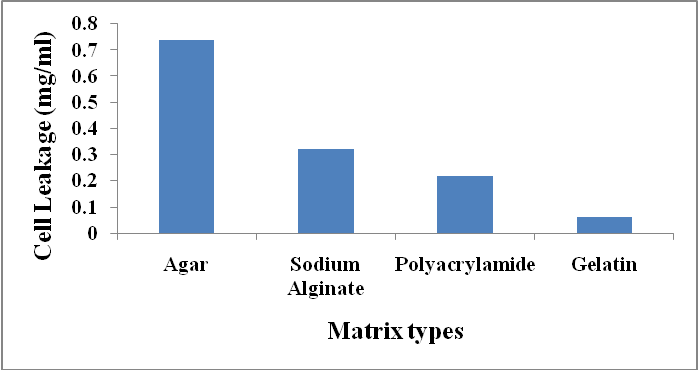 0.8
0.7
0.6
0.5
0.4
0.3
0.2
0.1
0
Cell Leakage (mg/ml)
Agar
Sodium Alginate
Polyacrylamide
Gelatin
Matrix types